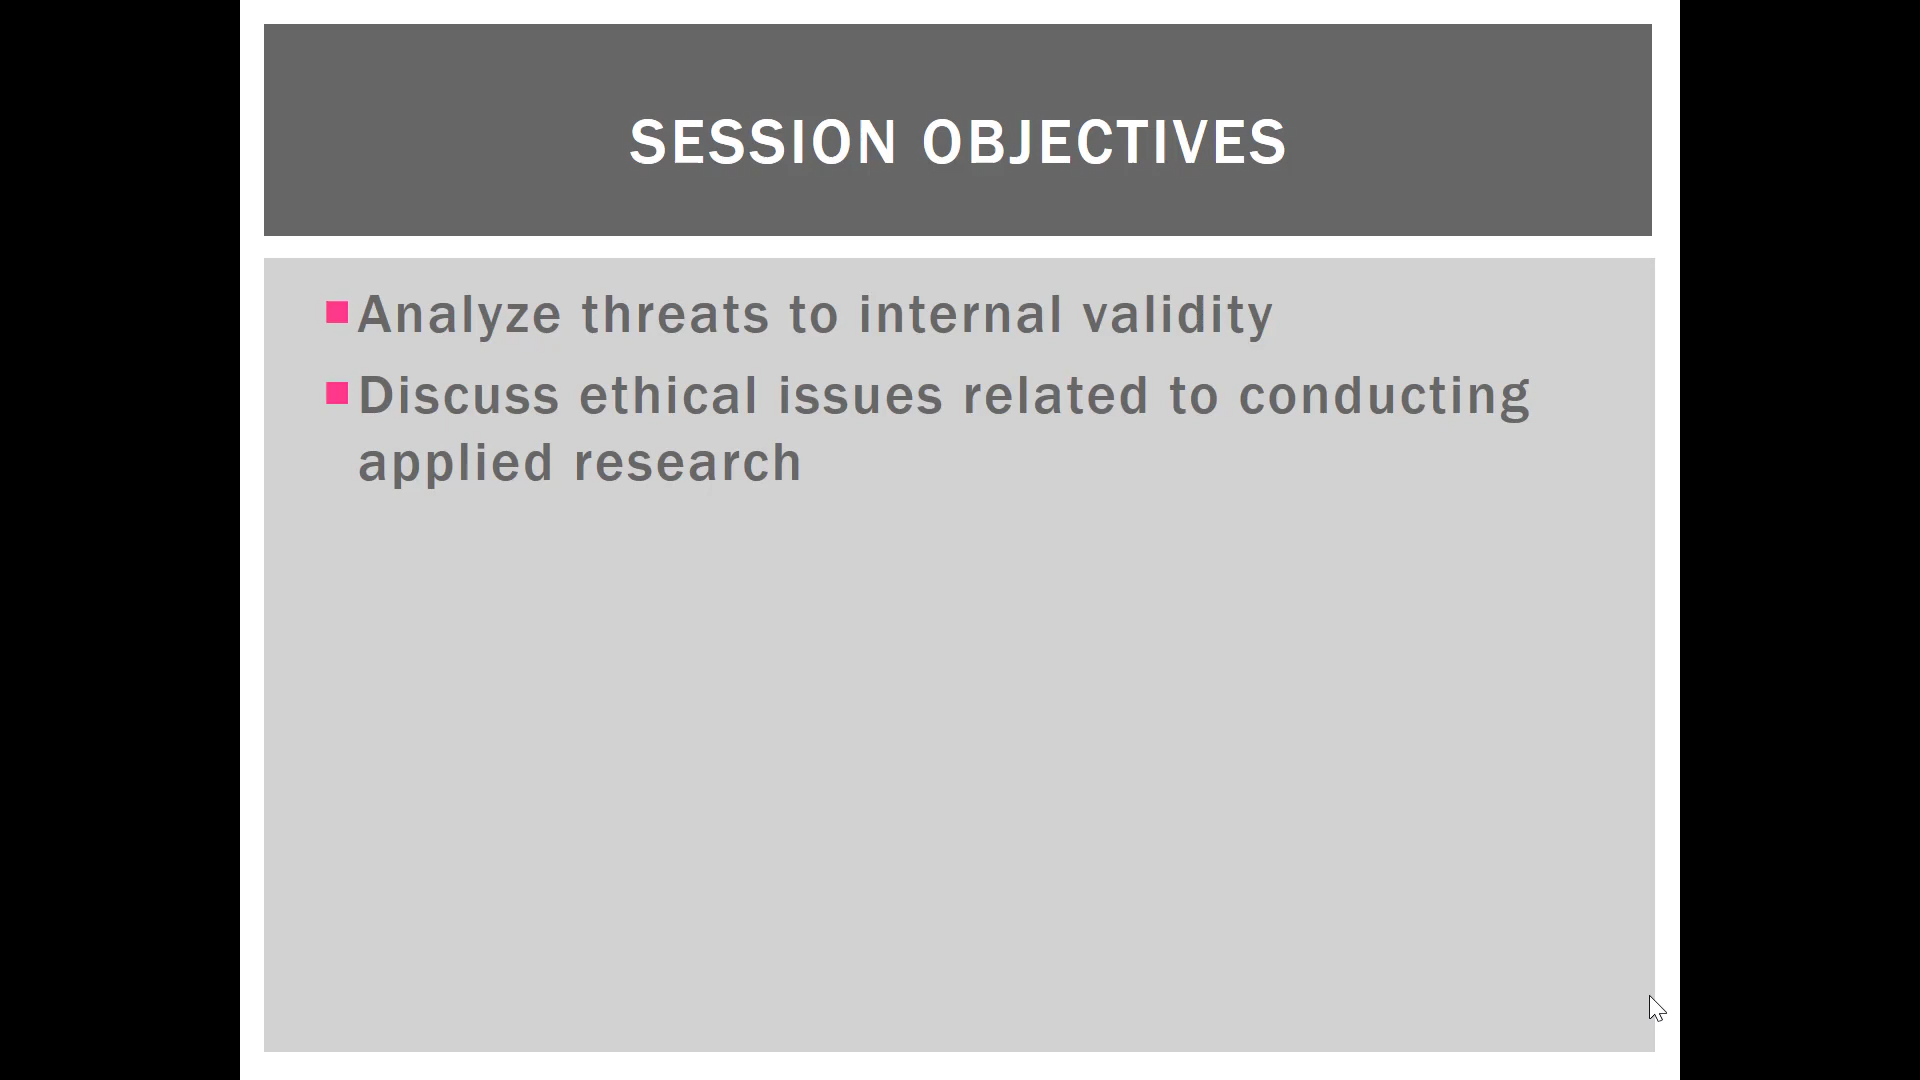 SESSION OBJECTIVES
Analyze threats to internal validity
Discuss ethical issues related to conducting
applied research